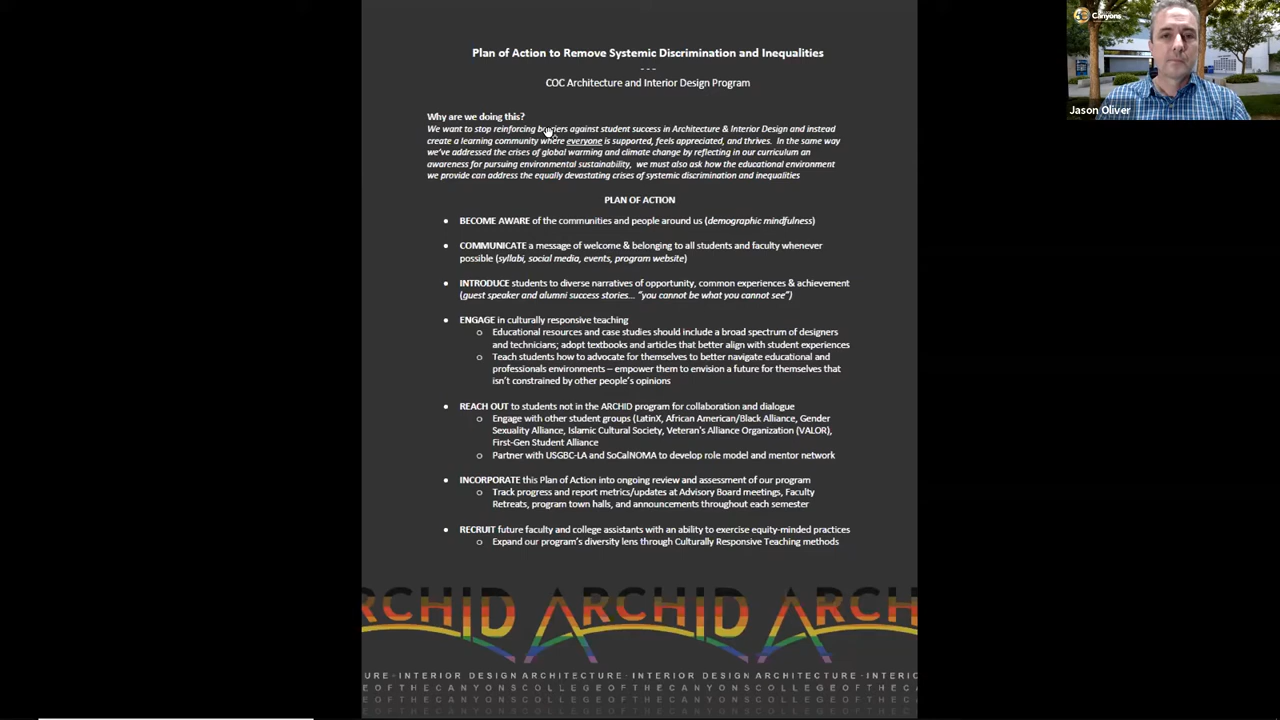 Plan of Action to Remove Systemic Discrimination and Inequalities
- - -
COC Architecture and Interior Design Program
Why are we doing this?
We want to stop reinforcing barriers against student success in Architecture & Interior Design and instead
create a learning community where everyone is supported, feels appreciated, and thrives. In the same way
we've addressed the crises of global warming and climate change by reflecting in our curriculum an
awareness for pursuing environmental sustainability, we must also ask how the educational environment
we provide can address the equally devastating crises of systemic discrimination and inequalities
PLAN OF ACTION
• BECOME AWARE of the communities and people around us (demographic mindfulness)
• COMMUNICATE a message of welcome & belonging to all students and faculty whenever
possible (syllabi, social media, events, program website)
• INTRODUCE students to diverse narratives of opportunity, common experiences & achievement
(guest speaker and alumni success stories... "you cannot be what you cannot see")
• ENGAGE in culturally responsive teaching
o Educational resources and case studies should include a broad spectrum of designers
and technicians; adopt textbooks and articles that better align with student experiences
o Teach students how to advocate for themselves to better navigate educational and
professionals environments – empower them to envision a future for themselves that
isn't constrained by other people's opinions
• REACH OUT to students not in the ARCHID program for collaboration and dialogue
o Engage with other student groups (LatinX, African American/Black Alliance, Gender
Sexuality Alliance, Islamic Cultural Society, Veteran's Alliance Organization (VALOR),
First-Gen Student Alliance
o Partner with USGBC-LA and SoCalNOMA to develop role model and mentor network
• INCORPORATE this Plan of Action into ongoing review and assessment of our program
o Track progress and report metrics/updates at Advisory Board meetings, Faculty
Retreats, program town halls, and announcements throughout each semester
• RECRUIT future faculty and college assistants with an ability to exercise equity-minded practices
o Expand our program's diversity lens through Culturally Responsive Teaching methods
RCHID ARCHID ARCH
URE·INTERIOR DESIGN ARCHITECTURE·INTERIOR DESIGN ARCHITECTURE·INTERIO
GEOFTHECANYONSCOLLEGEOFTHECANYONSCOLLEGEOFTHECA
GEOFTHECANYONSCOLLEGEOFTHECANYONSCOLLEGEOFTHECA
GEOFTHECANYONSCOLLEGEOFTHECANYONSCOLLEGEOFTHECA
Canyons
Jason Oliver